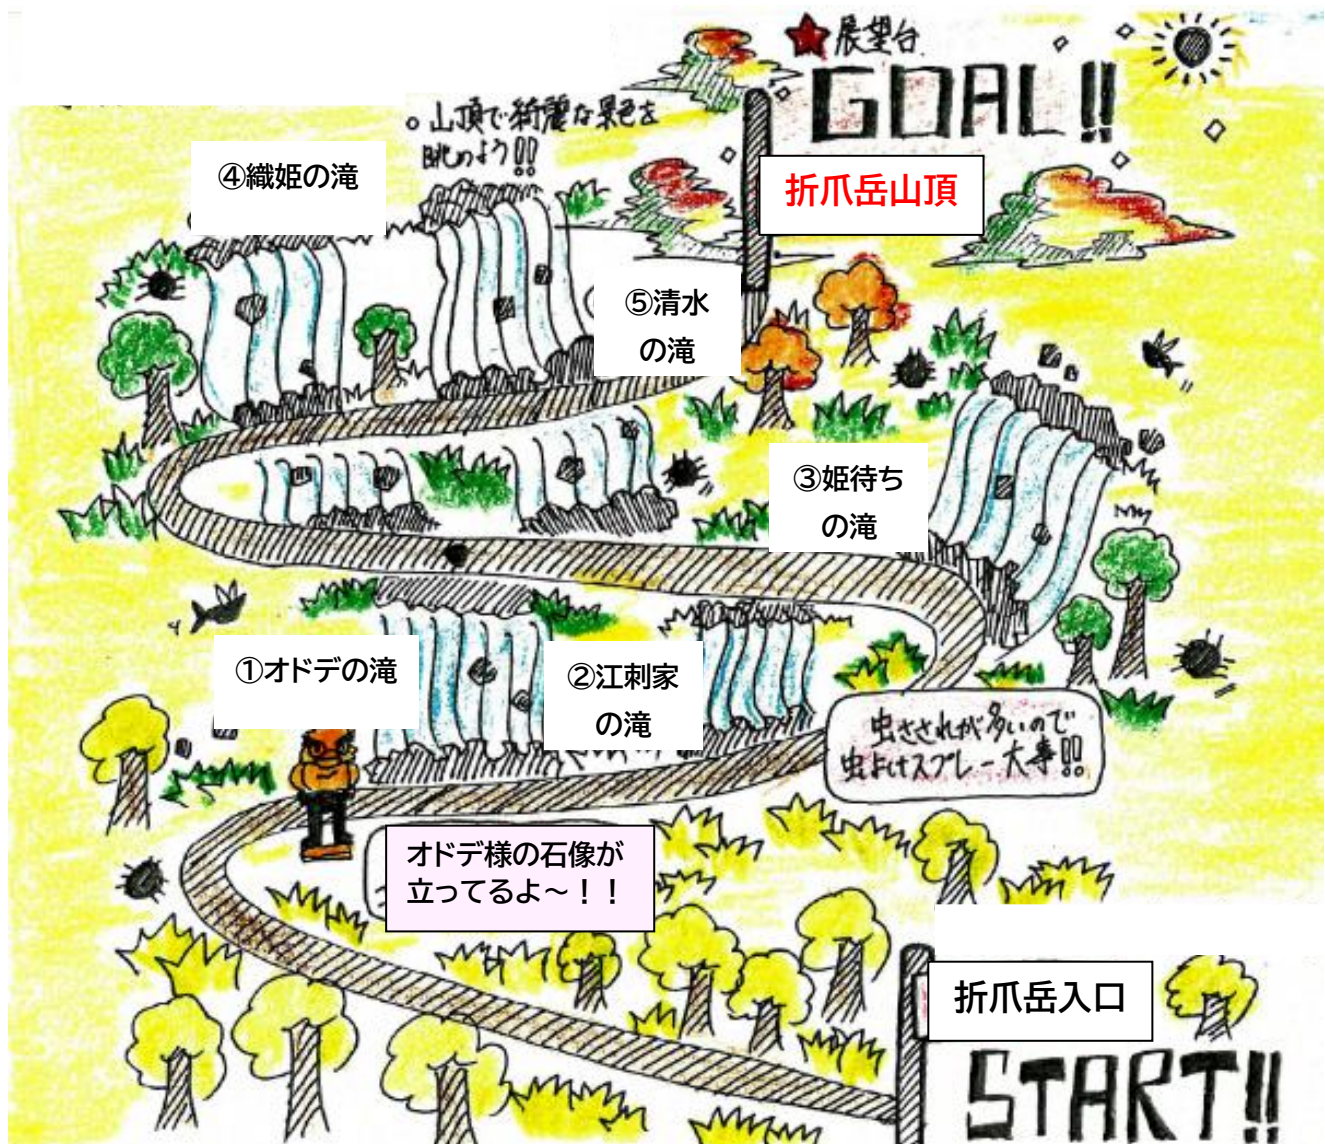 ★展望台
GOAL!!
。山頂で綺麗な景色を
眺めよう!!
④織姫の滝
折爪岳山頂
⑤清水
の滝
③姫待ち
の滝
①オドデの滝
②江刺家
の滝
虫さされが多いので
虫よけスプレー大事!!
オドデ様の石像が
立ってるよ～！！
折爪岳入口
START!!